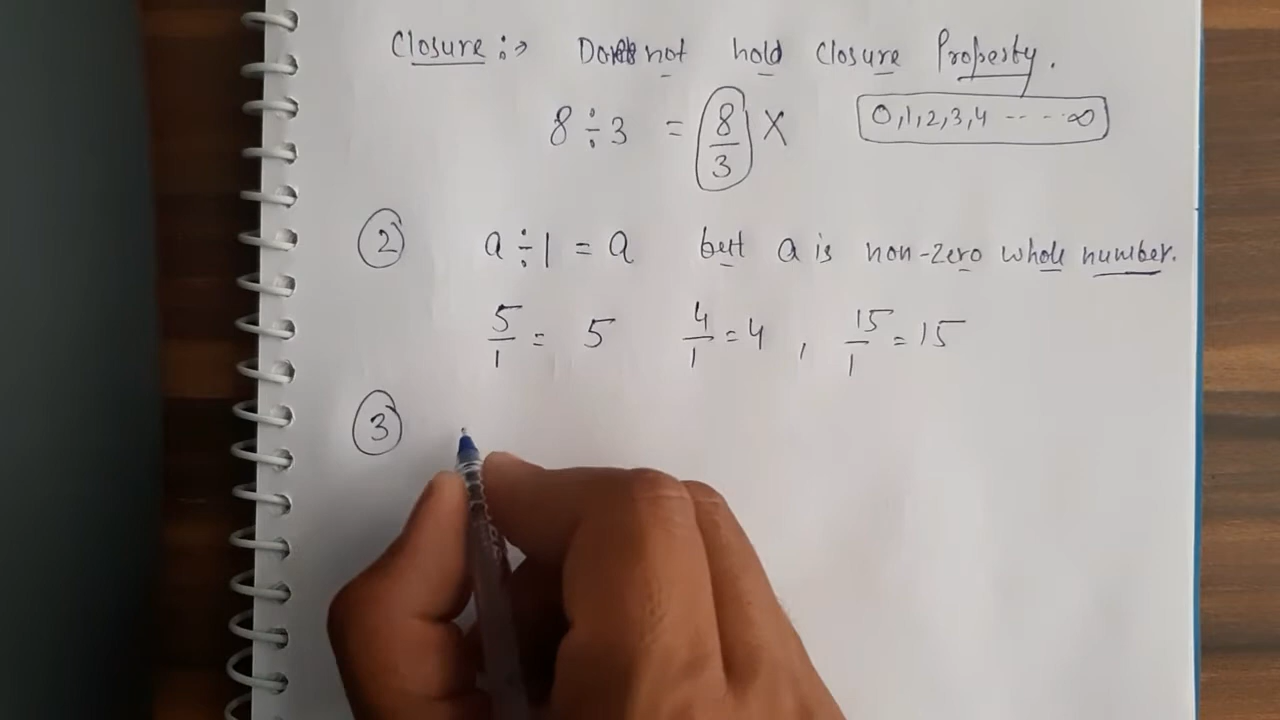 Closure :⇒ Does not hold closure Property.
8 ÷ 3 = 8/3 X 0,1,2,3,4 -- - -∞
② a ÷ 1 = a but a is non-zero whole number.
5/1 = 5 4/1 = 4 , 15/1 = 15
③